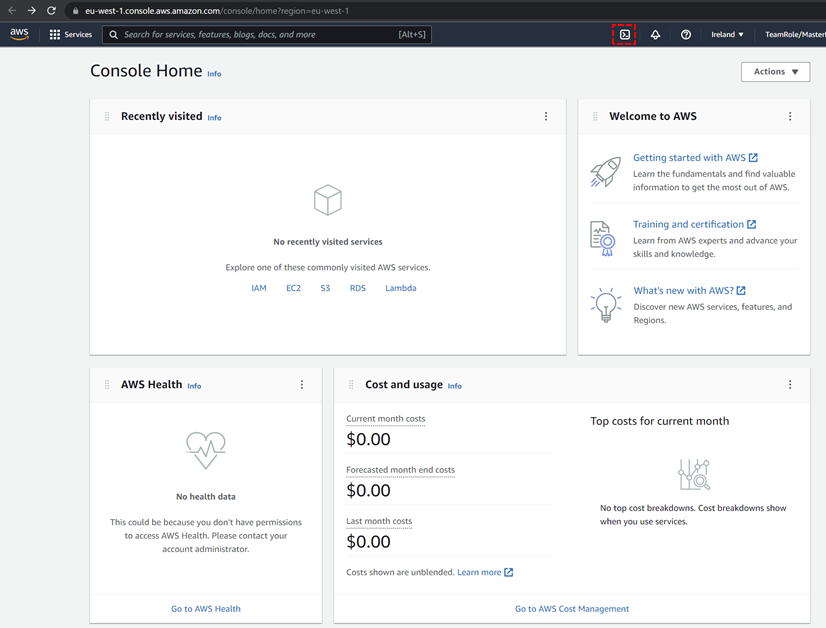 eu-west-1.console.aws.amazon.com/console/home?region=eu-west-1
aws Services Search for services, features, blogs, docs, and more [Alt+S] Ireland ▼
Console Home Info
Actions ▼
Recently visited Info
No recently visited services
Explore one of these commonly visited AWS services.
IAM EC2 S3 RDS Lambda
Welcome to AWS
Getting started with AWS
Learn the fundamentals and find valuable
information to get the most out of AWS.
Training and certification
Learn from AWS experts and advance your
skills and knowledge.
What's new with AWS?
Discover new AWS services, features, and
Regions.
AWS Health Info
No health data
This could be because you don't have permissions
to access AWS Health. Please contact your
account administrator.
Go to AWS Health
Cost and usage Info
Current month costs
$0.00
Forecasted month end costs
$0.00
Last month costs
$0.00
Costs shown are unblended. Learn more
Top costs for current month
No top cost breakdowns. Cost breakdowns show
when you use services.
Go to AWS Cost Management